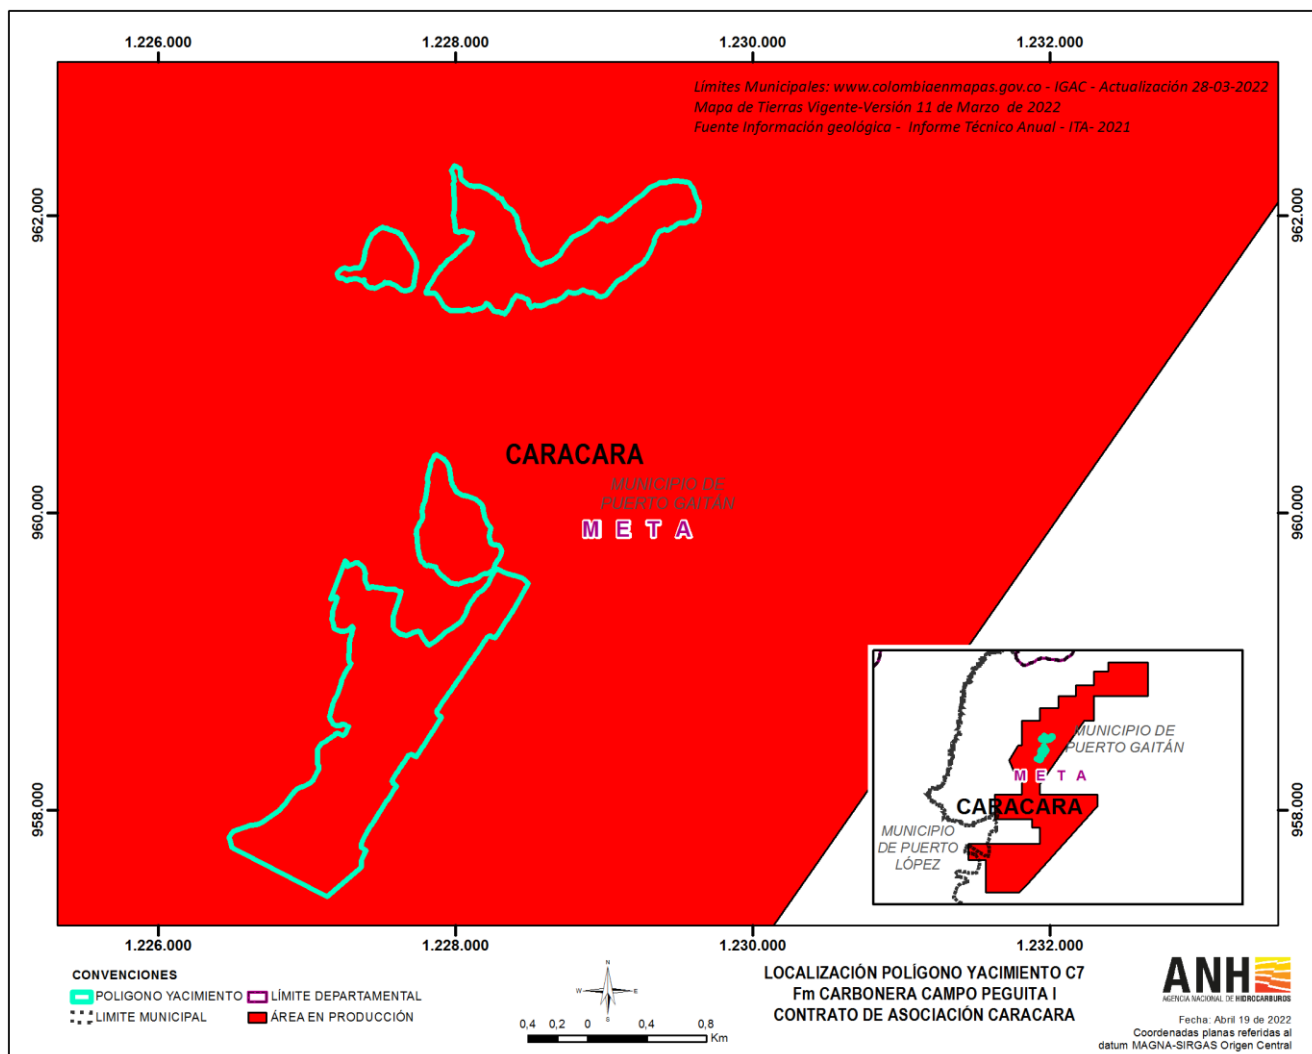 1.226.000
1.228.000
1.230.000
1.232.000
Límites Municipales: www.colombiaenmapas.gov.co - IGAC - Actualización 28-03-2022
Mapa de Tierras Vigente-Versión 11 de Marzo de 2022
Fuente Información geológica - Informe Técnico Anual - ITA- 2021
962.000
962.000
CARACARA
MUNICIPIO DE
PUERTO GAITÁN
META
960.000
960.000
MUNICIPIO DE
PUERTO GAITÁN
META
CARACARA
MUNICIPIO
DE PUERTO
LÓPEZ
958.000
958.000
1.226.000
1.228.000
1.230.000
1.232.000
CONVENCIONES
POLIGONO YACIMIENTO
LÍMITE DEPARTAMENTAL
LIMITE MUNICIPAL
ÁREA EN PRODUCCIÓN
N
W
E
S
0,4 0,2 0 0,4 0,8
Km
LOCALIZACIÓN POLÍGONO YACIMIENTO C7
Fm CARBONERA CAMPO PEGUITA I
CONTRATO DE ASOCIACIÓN CARACARA
ANH
AGENCIA NACIONAL DE HIDROCARBUROS
Fecha: Abril 19 de 2022
Coordenadas planas referidas al
datum MAGNA-SIRGAS Origen Central